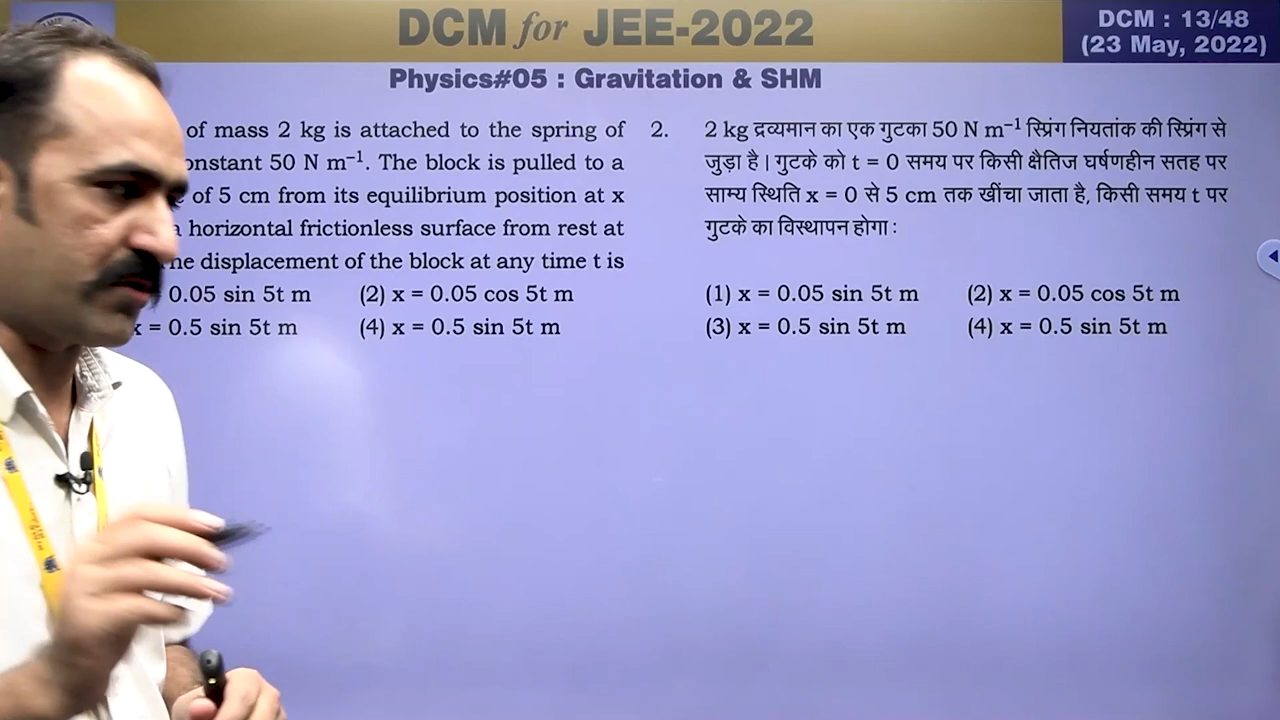 DCM for JEE-2022
DCM : 13/48
(23 May, 2022)
Physics#05 : Gravitation & SHM
of mass 2 kg is attached to the spring of
constant 50 N m⁻¹. The block is pulled to a
of 5 cm from its equilibrium position at x
horizontal frictionless surface from rest at
displacement of the block at any time t is
0.05 sin 5t m (2) x = 0.05 cos 5t m
x = 0.5 sin 5t m (4) x = 0.5 sin 5t m
2. 2 kg द्रव्यमान का एक गुटका 50 N m⁻¹ स्प्रिंग नियतांक की स्प्रिंग से
जुड़ा है। गुटके को t = 0 समय पर किसी क्षैतिज घर्षणहीन सतह पर
साम्य स्थिति x = 0 से 5 cm तक खींचा जाता है, किसी समय t पर
गुटके का विस्थापन होगा :
(1) x = 0.05 sin 5t m (2) x = 0.05 cos 5t m
(3) x = 0.5 sin 5t m (4) x = 0.5 sin 5t m